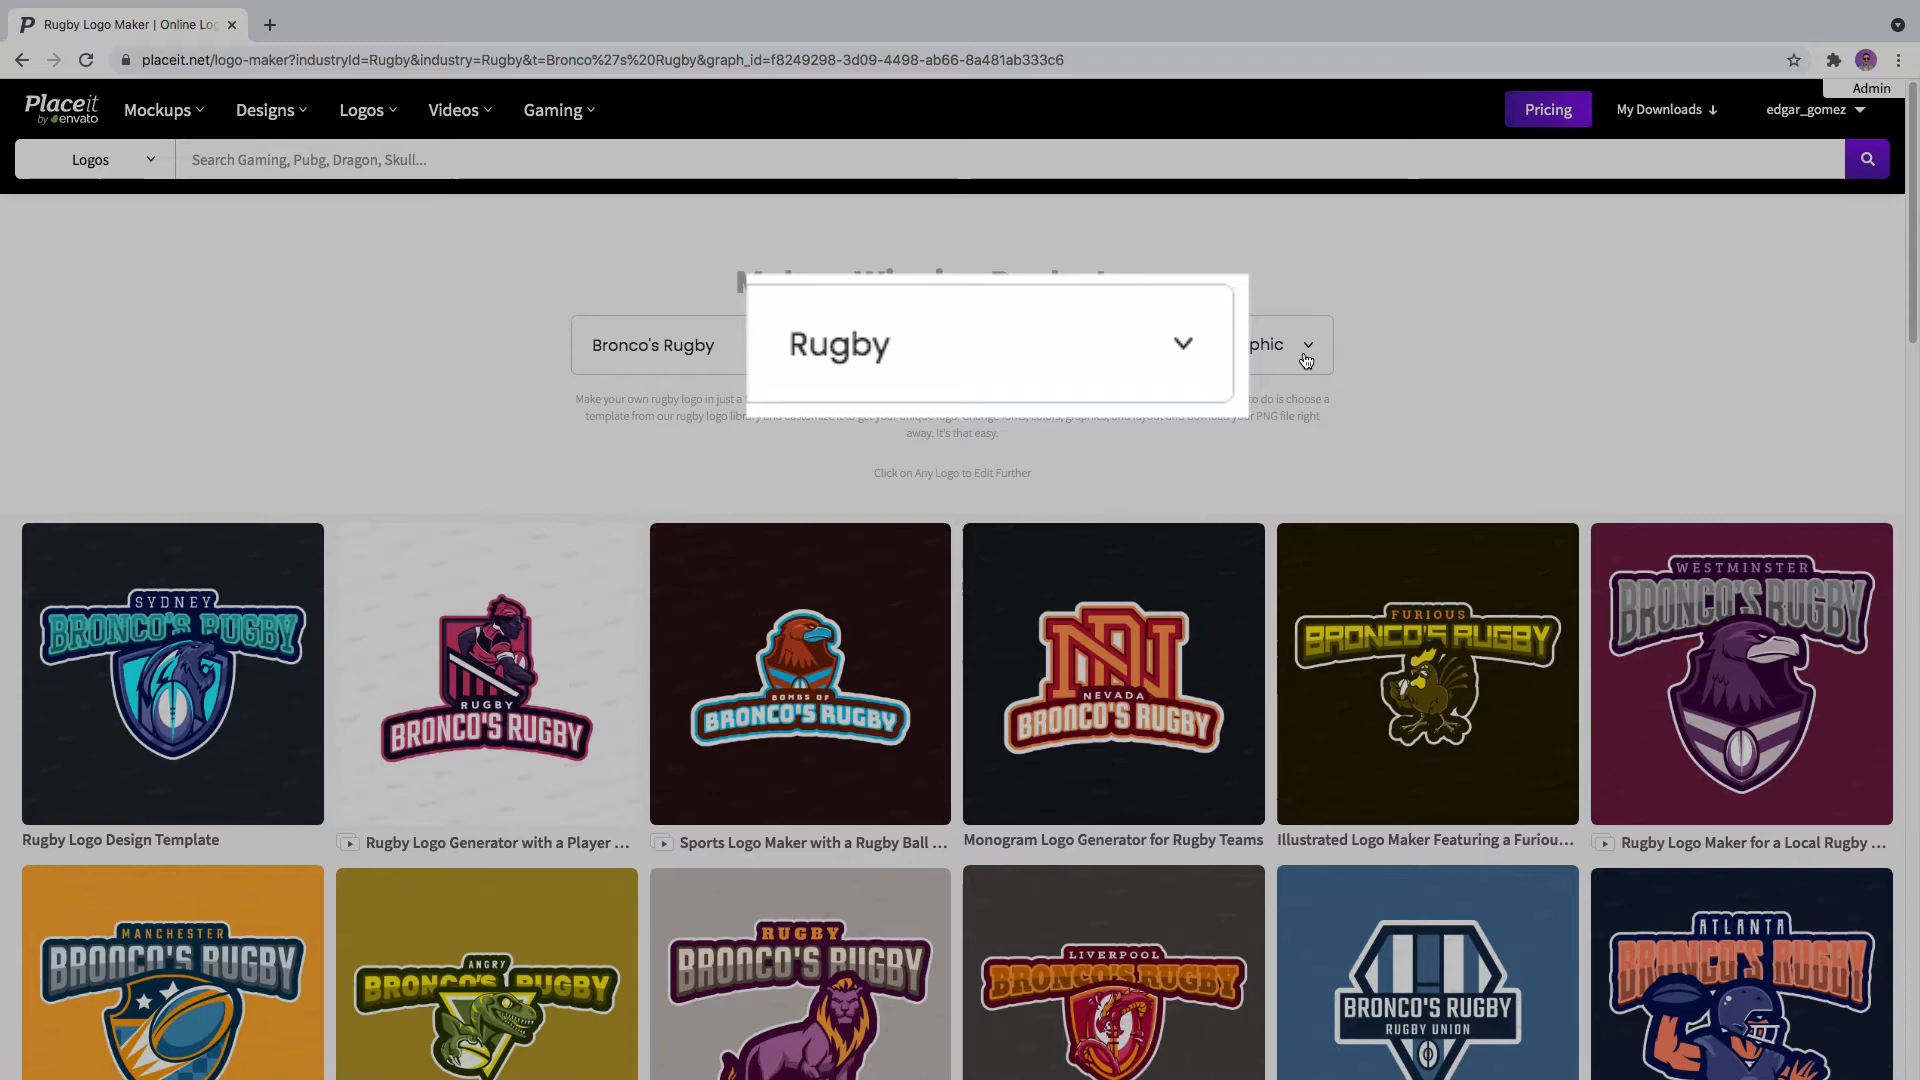 Rugby Logo Maker | Online Lo
placeit.net/logo-maker?industryId=Rugby&industry=Rugby&t=Bronco%27s%20Rugby&graph_id=f8249298-3d09-4498-ab66-8a481ab333c6
Admin
Placeit
by envato
Mockups
Designs
Logos
Videos
Gaming
Pricing
My Downloads
edgar_gomez
Logos
Search Gaming, Pubg, Dragon, Skull...
Bronco's Rugby
Rugby
phic
Make your own rugby logo in just a
to do is choose a
template from our rugby logo
your PNG file right
away. It's that easy.
Click on Any Logo to Edit Further
SYDNEY
BRONCO'S RUGBY
RUGBY
BRONCO'S RUGBY
BOMBS OF
BRONCO'S RUGBY
NEVADA
BRONCO'S RUGBY
FURIOUS
BRONCO'S RUGBY
WESTMINSTER
BRONCO'S RUGBY
Rugby Logo Design Template
Rugby Logo Generator with a Player ...
Sports Logo Maker with a Rugby Ball ...
Monogram Logo Generator for Rugby Teams
Illustrated Logo Maker Featuring a Furiou...
Rugby Logo Maker for a Local Rugby ...
MANCHESTER
BRONCO'S RUGBY
ANGRY
BRONCO'S RUGBY
RUGBY
BRONCO'S RUGBY
LIVERPOOL
BRONCO'S RUGBY
BRONCO'S RUGBY
RUGBY UNION
ATLANTA
BRONCO'S RUGBY